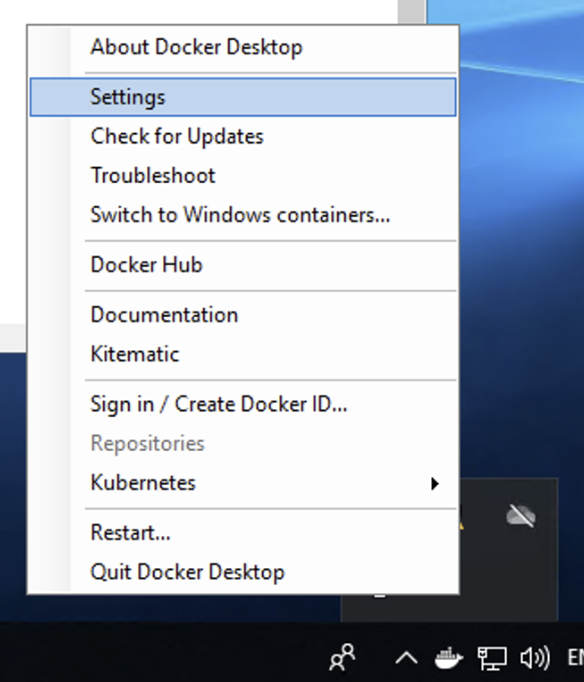 About Docker Desktop
Settings
Check for Updates
Troubleshoot
Switch to Windows containers...
Docker Hub
Documentation
Kitematic
Sign in / Create Docker ID...
Repositories
Kubernetes
Restart...
Quit Docker Desktop
EN